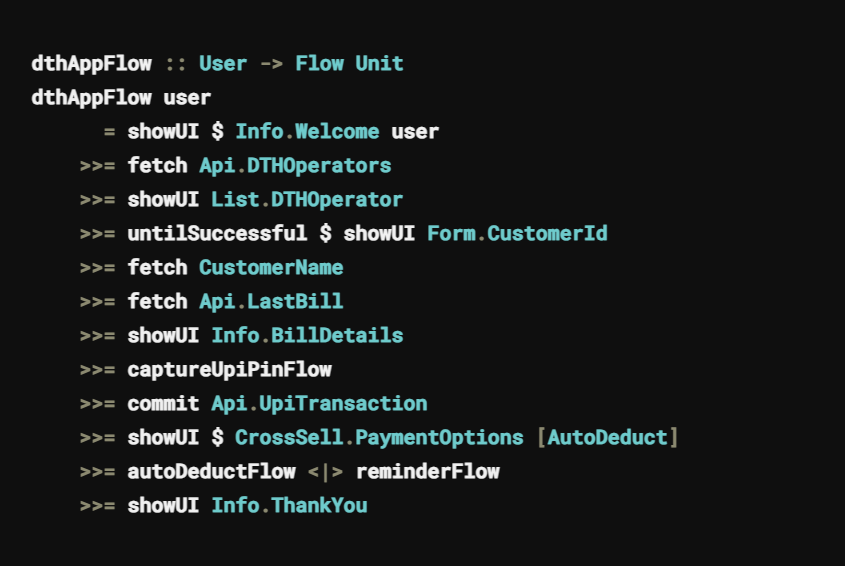 dthAppFlow :: User -> Flow Unit
dthAppFlow user
= showUI $ Info.Welcome user
>>= fetch Api.DTHOperators
>>= showUI List.DTHOperator
>>= untilSuccessful $ showUI Form.CustomerId
>>= fetch CustomerName
>>= fetch Api.LastBill
>>= showUI Info.BillDetails
>>= captureUpiPinFlow
>>= commit Api.UpiTransaction
>>= showUI $ CrossSell.PaymentOptions [AutoDeduct]
>>= autoDeductFlow <|> reminderFlow
>>= showUI Info.ThankYou